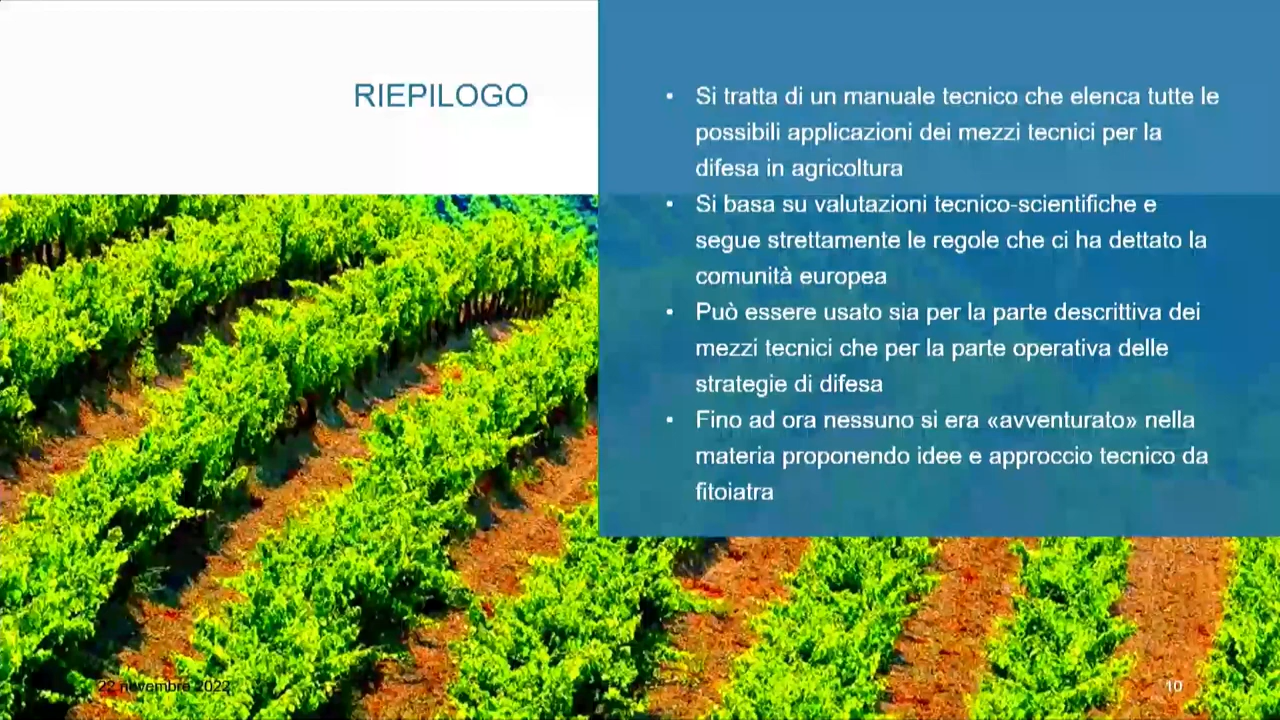 RIEPILOGO
• Si tratta di un manuale tecnico che elenca tutte le
possibili applicazioni dei mezzi tecnici per la
difesa in agricoltura
• Si basa su valutazioni tecnico-scientifiche e
segue strettamente le regole che ci ha dettato la
comunità europea
• Può essere usato sia per la parte descrittiva dei
mezzi tecnici che per la parte operativa delle
strategie di difesa
• Fino ad ora nessuno si era «avventurato» nella
materia proponendo idee e approccio tecnico da
fitoiatra
22 novembre 2022
10